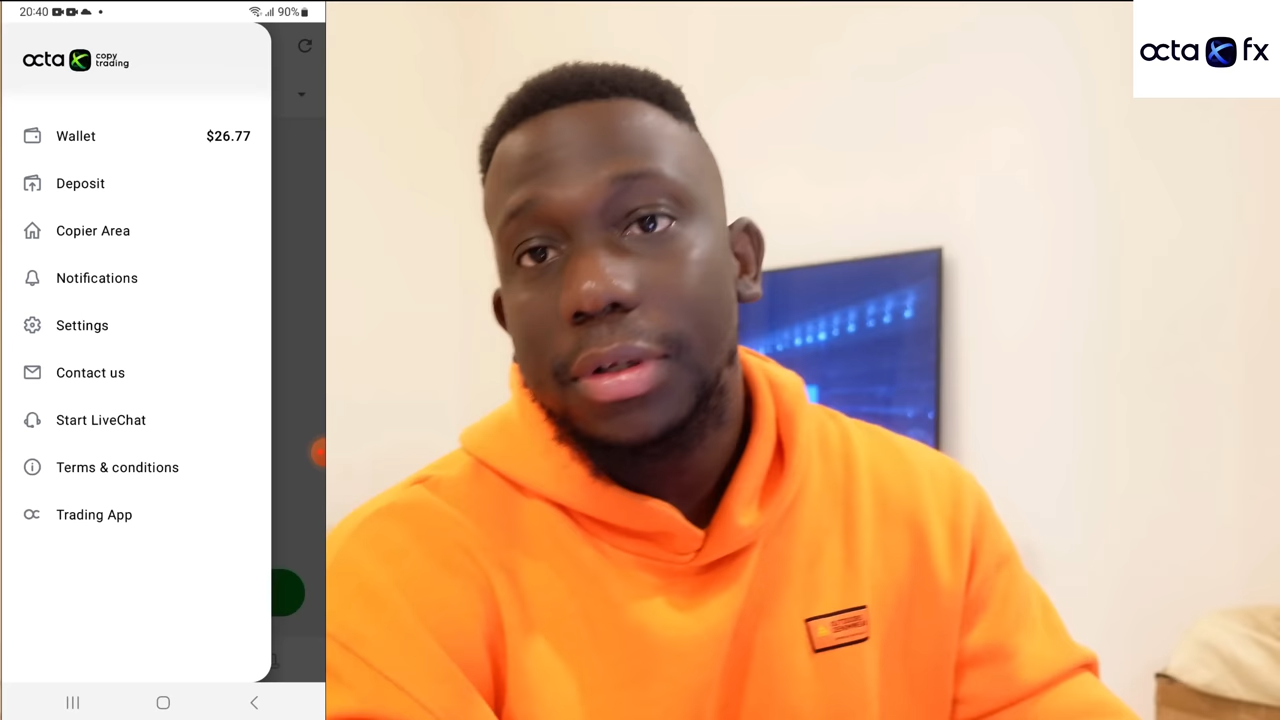 20:40
90%
octa copy trading
Wallet $26.77
Deposit
Copier Area
Notifications
Settings
Contact us
Start LiveChat
Terms & conditions
Trading App
octa fx